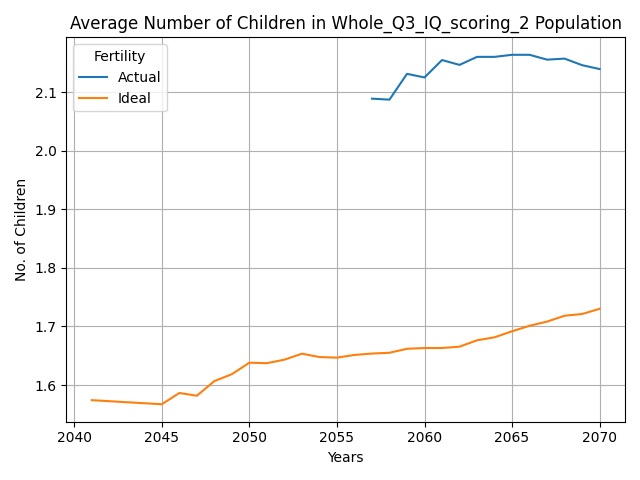 Average Number of Children in Whole_Q3_IQ_scoring_2 Population
Fertility
Actual
Ideal
No. of Children
2.1
2.0
1.9
1.8
1.7
1.6
2040 2045 2050 2055 2060 2065 2070
Years